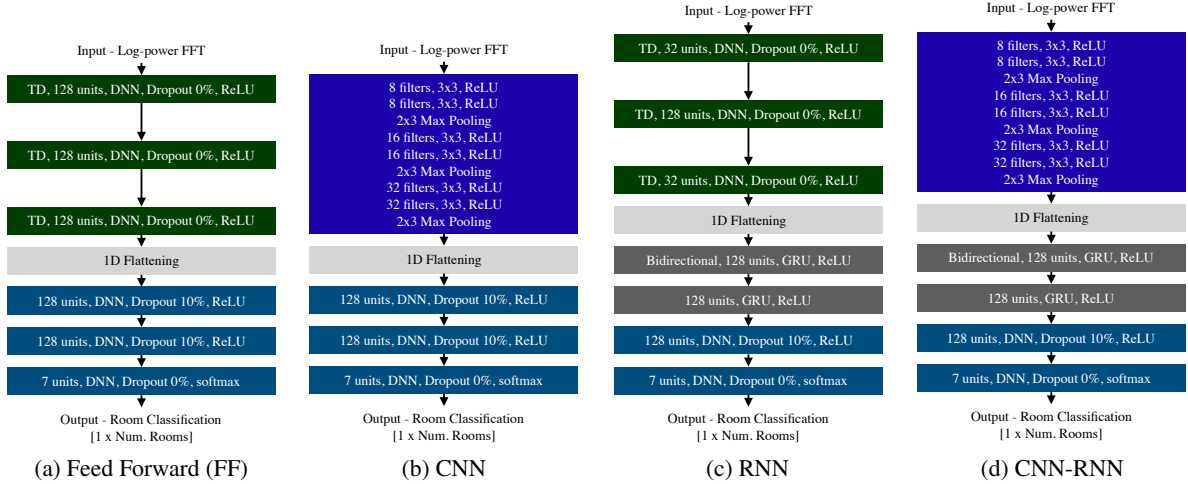 Input - Log-power FFT
TD, 128 units, DNN, Dropout 0%, ReLU
TD, 128 units, DNN, Dropout 0%, ReLU
TD, 128 units, DNN, Dropout 0%, ReLU
1D Flattening
128 units, DNN, Dropout 10%, ReLU
128 units, DNN, Dropout 10%, ReLU
7 units, DNN, Dropout 0%, softmax
Output - Room Classification
[1 x Num. Rooms]
(a) Feed Forward (FF)
Input - Log-power FFT
8 filters, 3x3, ReLU
8 filters, 3x3, ReLU
2x3 Max Pooling
16 filters, 3x3, ReLU
16 filters, 3x3, ReLU
2x3 Max Pooling
32 filters, 3x3, ReLU
32 filters, 3x3, ReLU
2x3 Max Pooling
1D Flattening
128 units, DNN, Dropout 10%, ReLU
128 units, DNN, Dropout 10%, ReLU
7 units, DNN, Dropout 0%, softmax
Output - Room Classification
[1 x Num. Rooms]
(b) CNN
Input - Log-power FFT
TD, 32 units, DNN, Dropout 0%, ReLU
TD, 128 units, DNN, Dropout 0%, ReLU
TD, 32 units, DNN, Dropout 0%, ReLU
1D Flattening
Bidirectional, 128 units, GRU, ReLU
128 units, GRU, ReLU
128 units, DNN, Dropout 10%, ReLU
7 units, DNN, Dropout 0%, softmax
Output - Room Classification
[1 x Num. Rooms]
(c) RNN
Input - Log-power FFT
8 filters, 3x3, ReLU
8 filters, 3x3, ReLU
2x3 Max Pooling
16 filters, 3x3, ReLU
16 filters, 3x3, ReLU
2x3 Max Pooling
32 filters, 3x3, ReLU
32 filters, 3x3, ReLU
2x3 Max Pooling
1D Flattening
Bidirectional, 128 units, GRU, ReLU
128 units, GRU, ReLU
128 units, DNN, Dropout 10%, ReLU
7 units, DNN, Dropout 0%, softmax
Output - Room Classification
[1 x Num. Rooms]
(d) CNN-RNN